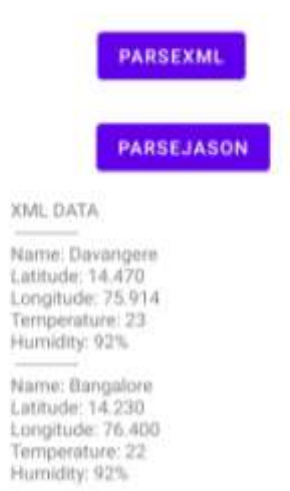 PARSEXML
PARSEJASON
XML DATA
Name: Davangere
Latitude: 14.470
Longitude: 75.914
Temperature: 23
Humidity: 92%
Name: Bangalore
Latitude: 14.230
Longitude: 76.400
Temperature: 22
Humidity: 92%